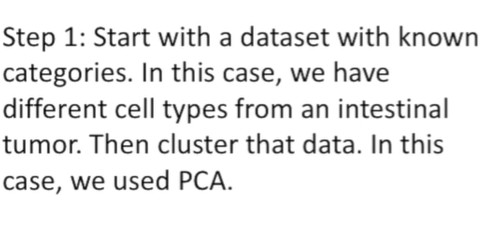 Step 1: Start with a dataset with known
categories. In this case, we have
different cell types from an intestinal
tumor. Then cluster that data. In this
case, we used PCA.